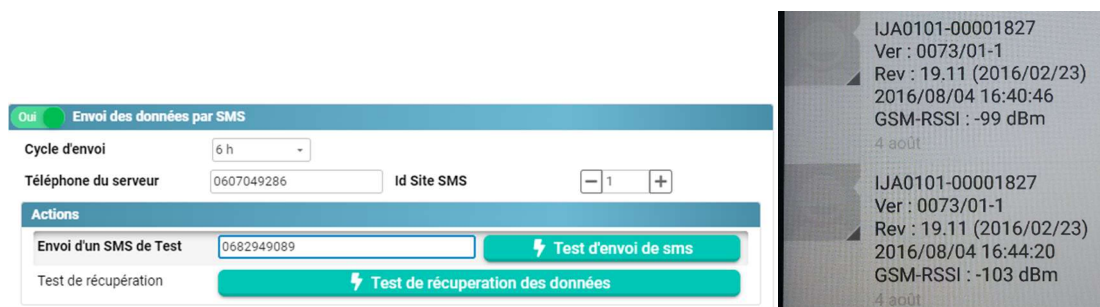 Oui Envoi des données par SMS
Cycle d'envoi 6 h
Téléphone du serveur 0607049286 Id Site SMS 1
Actions
Envoi d'un SMS de Test 0682949089 Test d'envoi de sms
Test de récupération Test de récuperation des données
IJA0101-00001827
Ver : 0073/01-1
Rev : 19.11 (2016/02/23)
2016/08/04 16:40:46
GSM-RSSI : -99 dBm
4 août
IJA0101-00001827
Ver : 0073/01-1
Rev : 19.11 (2016/02/23)
2016/08/04 16:44:20
GSM-RSSI : -103 dBm
4 août